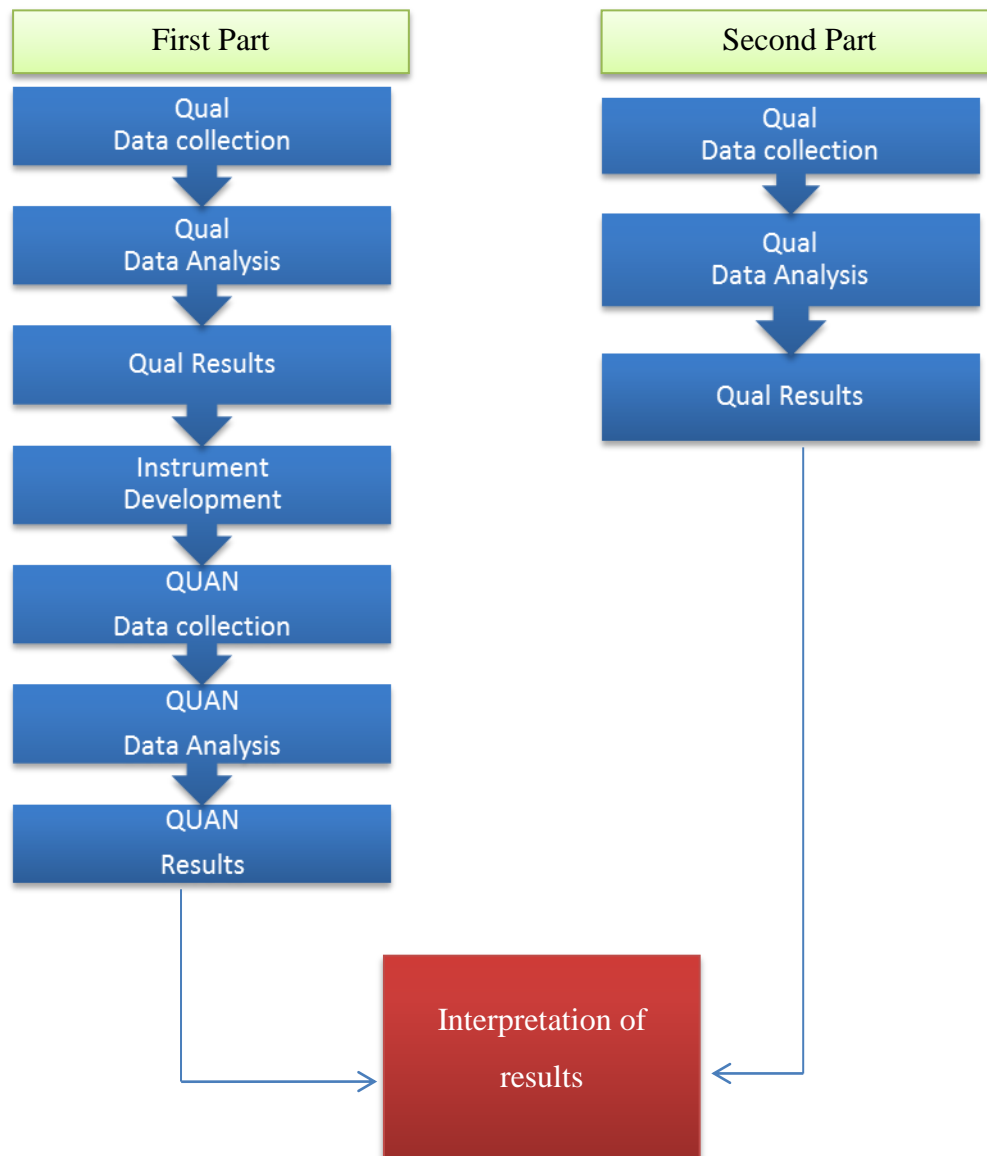 First Part
Qual
Data collection
Qual
Data Analysis
Qual Results
Instrument
Development
QUAN
Data collection
QUAN
Data Analysis
QUAN
Results
Second Part
Qual
Data collection
Qual
Data Analysis
Qual Results
Interpretation of
results